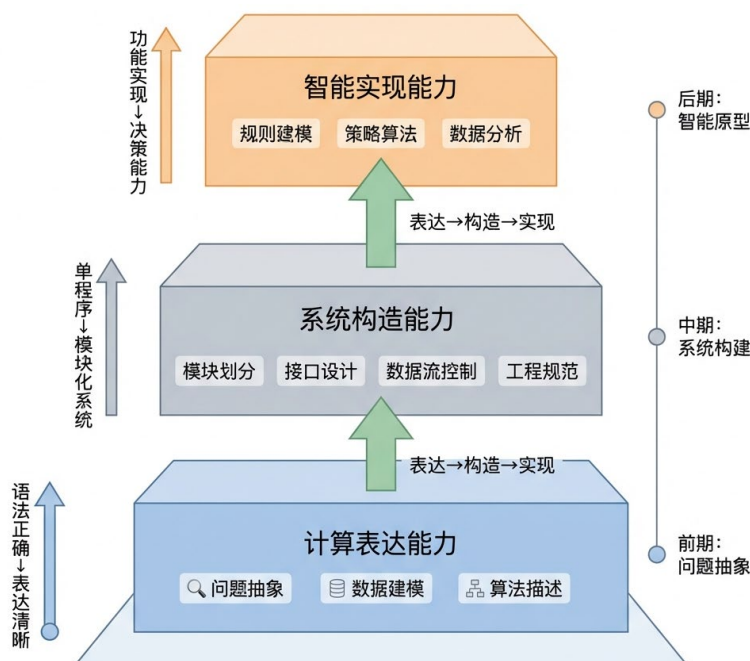 功能实现→决策能力
智能实现能力
规则建模
策略算法
数据分析
后期:
智能原型
表达→构造→实现
单程序→模块化系统
系统构造能力
模块划分
接口设计
数据流控制
工程规范
中期:
系统构建
表达→构造→实现
语法正确→表达清晰
计算表达能力
问题抽象
数据建模
算法描述
前期:
问题抽象